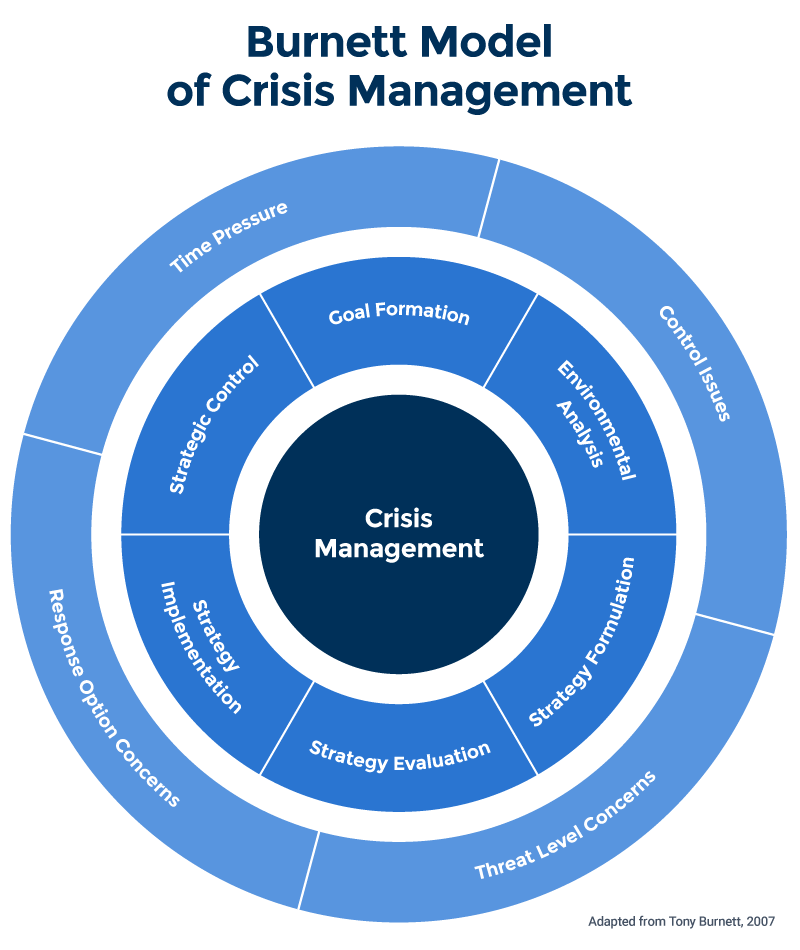 Burnett Model
of Crisis Management
Time Pressure
Control Issues
Goal Formation
Environmental
Analysis
Strategic Control
Crisis
Management
Strategy
Implementation
Strategy Formulation
Strategy Evaluation
Response Option Concerns
Threat Level Concerns
Adapted from Tony Burnett, 2007